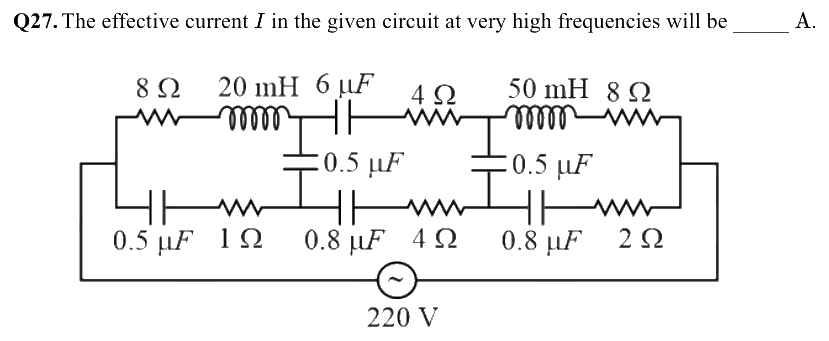 Q27. The effective current I in the given circuit at very high frequencies will be _____ A.
8 Ω 20 mH 6 μF 4 Ω 50 mH 8 Ω
0.5 μF 0.5 μF
0.5 μF 1 Ω 0.8 μF 4 Ω 0.8 μF 2 Ω
~
220 V